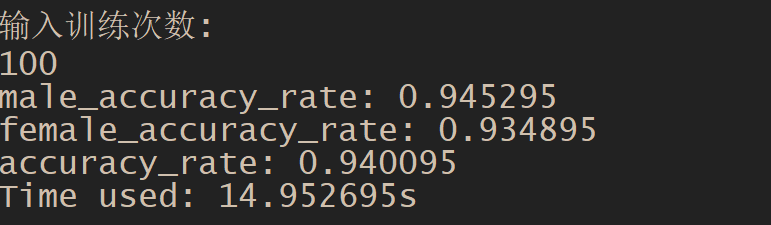 输入训练次数:
100
male_accuracy_rate: 0.945295
female_accuracy_rate: 0.934895
accuracy_rate: 0.940095
Time used: 14.952695s